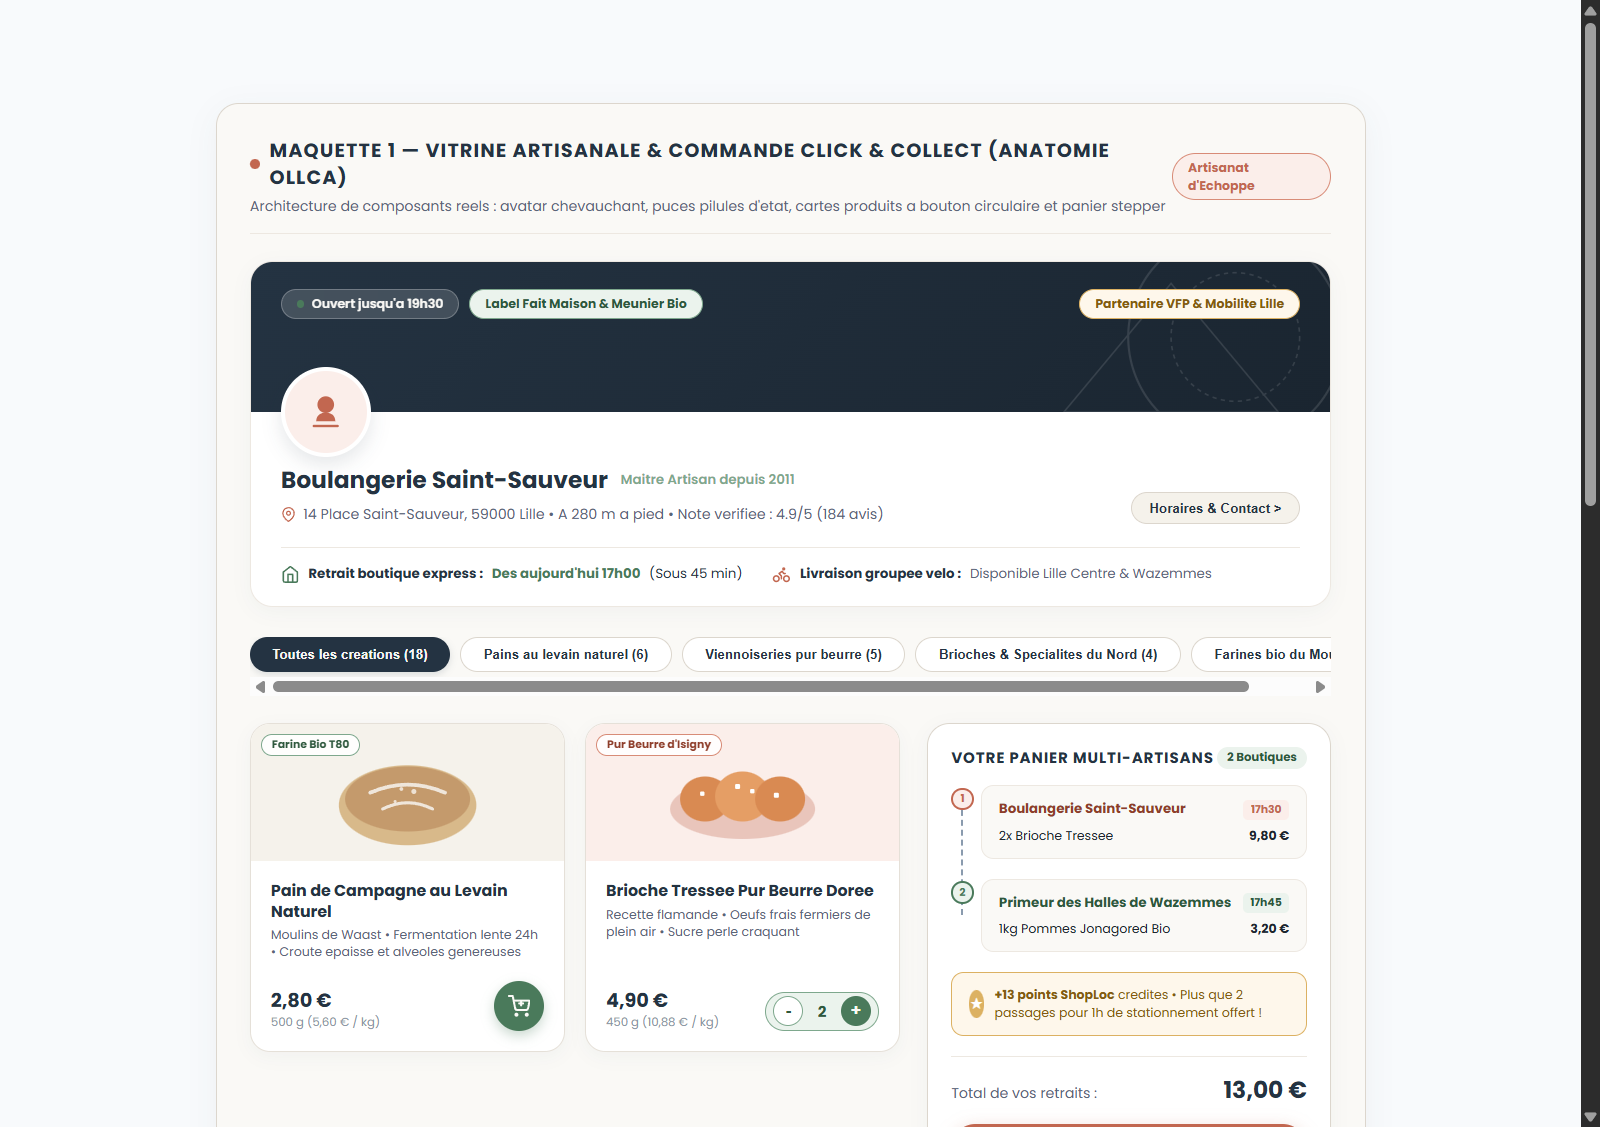 MAQUETTE 1 — VITRINE ARTISANALE & COMMANDE CLICK & COLLECT (ANATOMIE
OLLCA)
Architecture de composants reels : avatar chevauchant, puces pilules d'etat, cartes produits a bouton circulaire et panier stepper
Artisanat
d'Echoppe
Ouvert jusqu'a 19h30
Label Fait Maison & Meunier Bio
Partenaire VFP & Mobilite Lille
Boulangerie Saint-Sauveur
Maitre Artisan depuis 2011
14 Place Saint-Sauveur, 59000 Lille • A 280 m a pied • Note verifiee : 4.9/5 (184 avis)
Horaires & Contact >
Retrait boutique express : Des aujourd'hui 17h00 (Sous 45 min)
Livraison groupee velo : Disponible Lille Centre & Wazemmes
Toutes les creations (18)
Pains au levain naturel (6)
Viennoiseries pur beurre (5)
Brioches & Specialites du Nord (4)
Farines bio du Mou
Farine Bio T80
Pain de Campagne au Levain
Naturel
Moulins de Waast • Fermentation lente 24h
• Croute epaisse et alveoles genereuses
2,80 €
500 g (5,60 € / kg)
Pur Beurre d'Isigny
Brioche Tressee Pur Beurre Doree
Recette flamande • Oeufs frais fermiers de
plein air • Sucre perle craquant
4,90 €
450 g (10,88 € / kg)
- 2 +
VOTRE PANIER MULTI-ARTISANS
2 Boutiques
1
Boulangerie Saint-Sauveur
17h30
2x Brioche Tressee
9,80 €
2
Primeur des Halles de Wazemmes
17h45
1kg Pommes Jonagored Bio
3,20 €
+13 points ShopLoc credites • Plus que 2
passages pour 1h de stationnement offert !
Total de vos retraits :
13,00 €